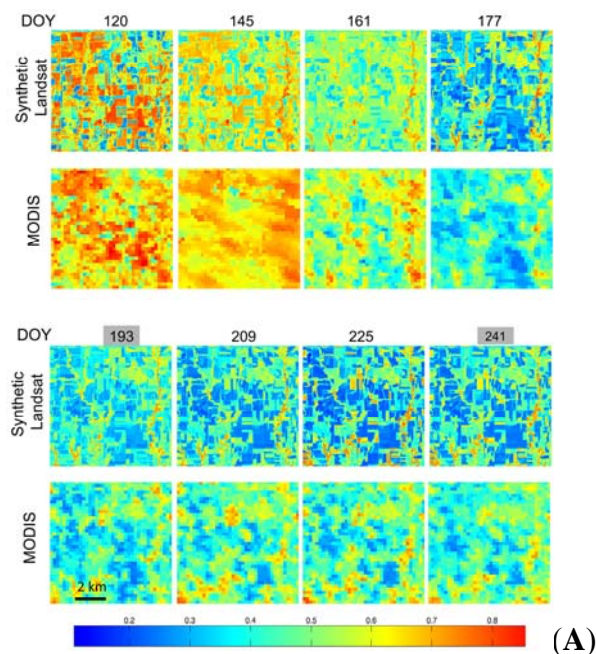 DOY 120 145 161 177
Synthetic Landsat
MODIS
DOY 193 209 225 241
Synthetic Landsat
MODIS
2 km
0.2 0.3 0.4 0.5 0.6 0.7 0.8
(A)